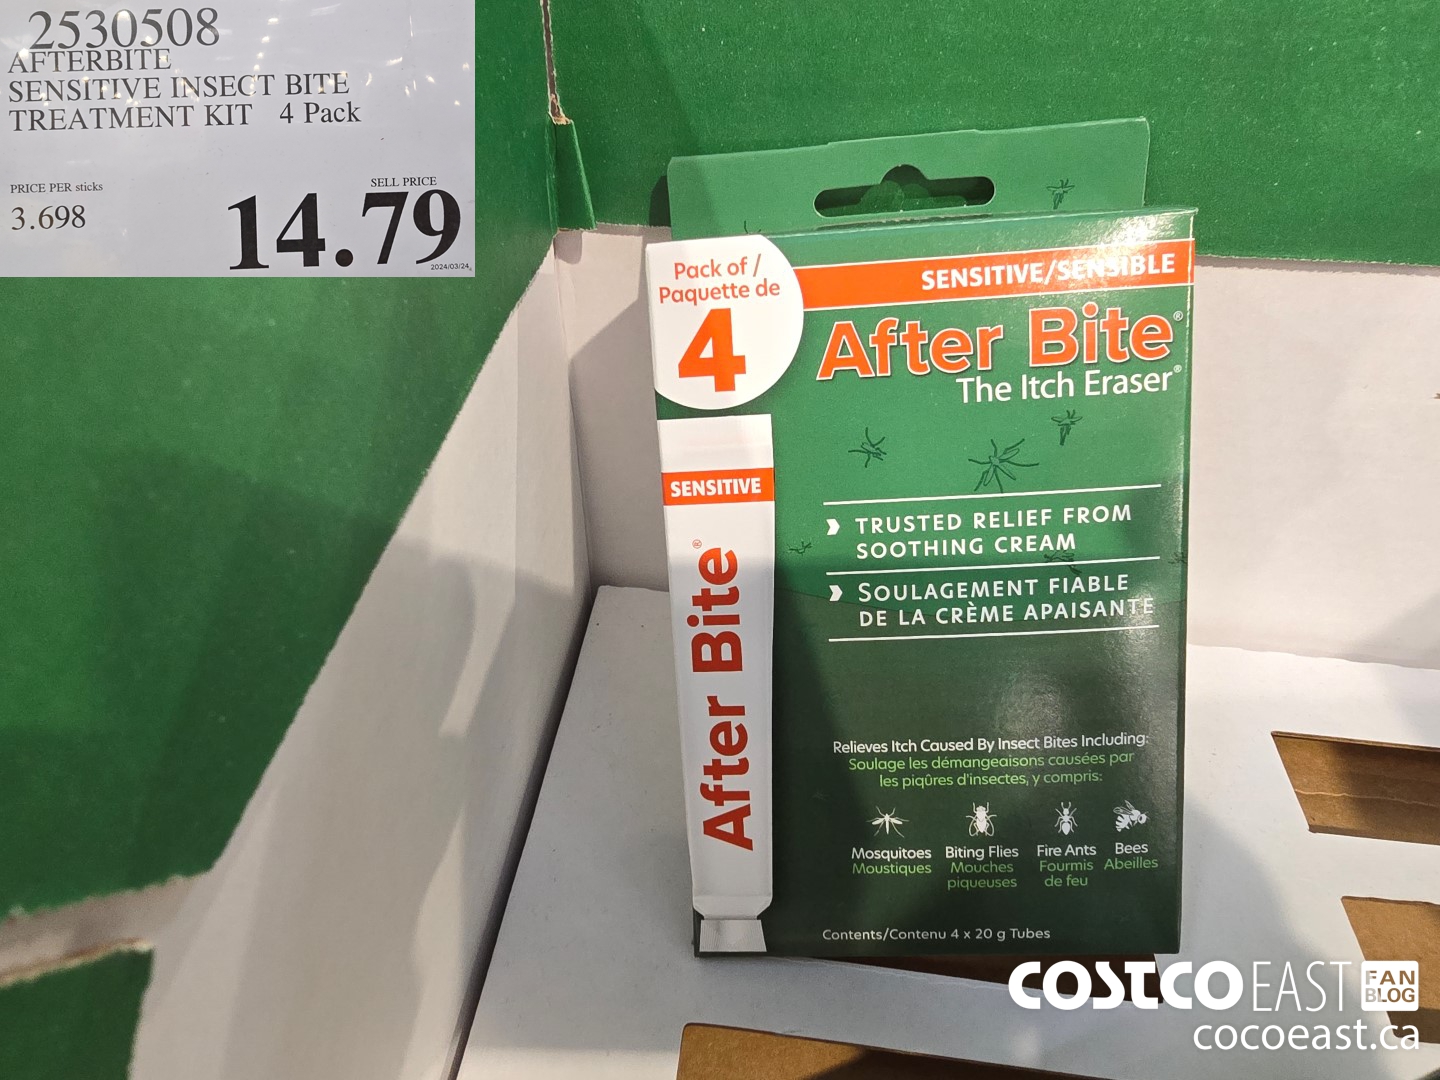 2530508
AFTERBITE
SENSITIVE INSECT BITE
TREATMENT KIT 4 Pack
PRICE PER sticks
3.698
SELL PRICE
14.79
2024/03/24
Pack of /
Paquette de
4
SENSITIVE/SENSIBLE
After Bite®
The Itch Eraser®
SENSITIVE
After Bite®
TRUSTED RELIEF FROM
SOOTHING CREAM
SOULAGEMENT FIABLE
DE LA CRÈME APAISANTE
Relieves Itch Caused By Insect Bites Including:
Soulage les démangeaisons causées par
les piqûres d'insectes, y compris:
Mosquitoes
Moustiques
Biting Flies
Mouches
piqueuses
Fire Ants
Fourmis
de feu
Bees
Abeilles
Contents/Contenu 4 x 20 g Tubes
COSTCO EAST FAN
BLOG
cocoeast.ca